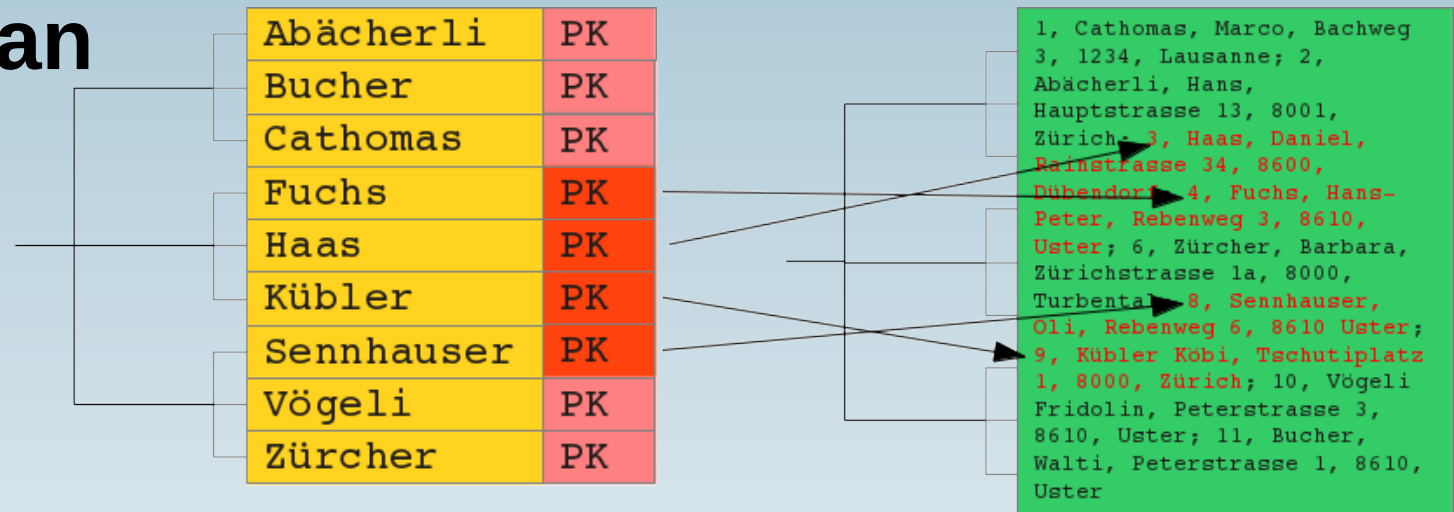 an
Abächerli PK
Bucher PK
Cathomas PK
Fuchs PK
Haas PK
Kübler PK
Sennhauser PK
Vögeli PK
Zürcher PK
1, Cathomas, Marco, Bachweg
3, 1234, Lausanne; 2,
Abächerli, Hans,
Hauptstrasse 13, 8001,
Zürich; 3, Haas, Daniel,
Rainstrasse 34, 8600,
Dübendorf; 4, Fuchs, Hans-
Peter, Rebenweg 3, 8610,
Uster; 6, Zürcher, Barbara,
Zürichstrasse 1a, 8000,
Turbental; 8, Sennhauser,
Oli, Rebenweg 6, 8610 Uster;
9, Kübler Köbi, Tschutiplatz
1, 8000, Zürich; 10, Vögeli
Fridolin, Peterstrasse 3,
8610, Uster; 11, Bucher,
Walti, Peterstrasse 1, 8610,
Uster